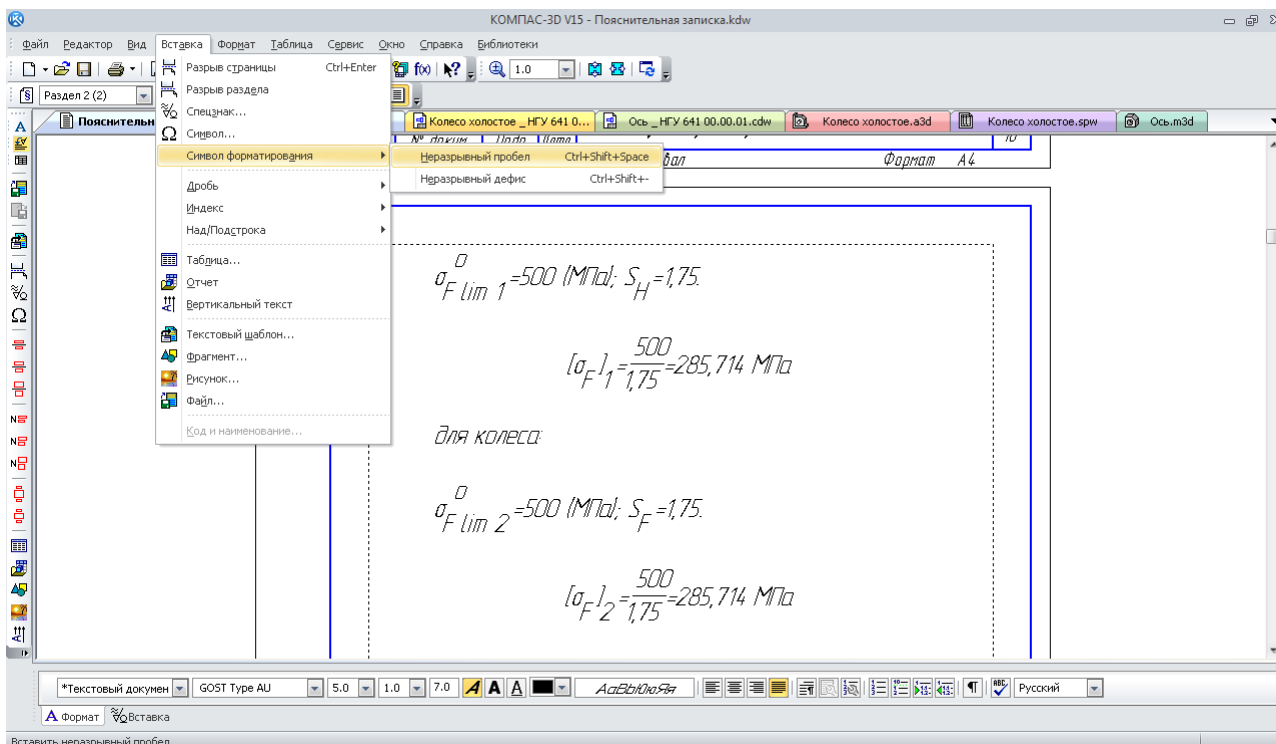 КОМПАС-3D V15 - Пояснительная записка.kdw
Файл Редактор Вид Вставка Формат Таблица Сервис Окно Справка Библиотеки
1.0
Раздел 2 (2)
Пояснительн
Колесо холостое _ НГУ 641 0...
Ось _ НГУ 641 00.00.01.cdw
Колесо холостое.a3d
Колесо холостое.spw
Ось.m3d
Разрыв страницы Ctrl+Enter
Разрыв раздела
Спецзнак...
Символ...
Символ форматирования
Дробь
Индекс
Над/Подстрока
Таблица...
Отчет
Вертикальный текст
Текстовый шаблон...
Фрагмент...
Рисунок...
Файл...
Код и наименование...
Неразрывный пробел Ctrl+Shift+Space
Неразрывный дефис Ctrl+Shift+-
№ докум. Подп. Дата
Формат А4
σ⁰F lim 1=500 (МПа); SH=1,75.
[σF]1=500/1,75=285,714 МПа
для колеса:
σ⁰F lim 2=500 (МПа); SF=1,75.
[σF]2=500/1,75=285,714 МПа
*Текстовый докумен GOST Type AU 5.0 1.0 7.0 АаВbЮюЯя Русский
Формат Вставка
Вставить неразрывный пробел